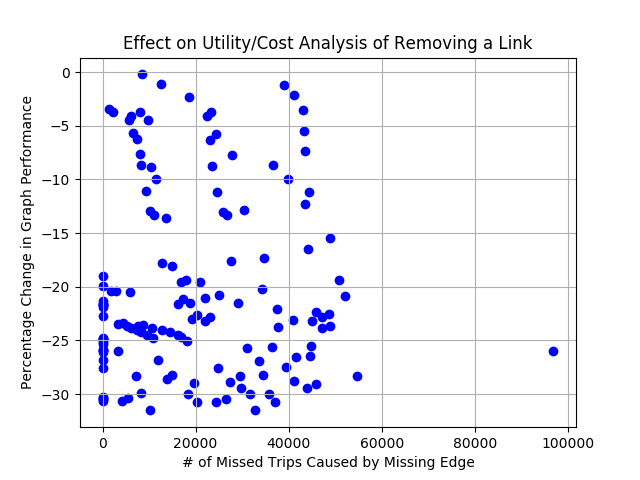 Effect on Utility/Cost Analysis of Removing a Link
Percentage Change in Graph Performance
0
−5
−10
−15
−20
−25
−30
0 20000 40000 60000 80000 100000
# of Missed Trips Caused by Missing Edge